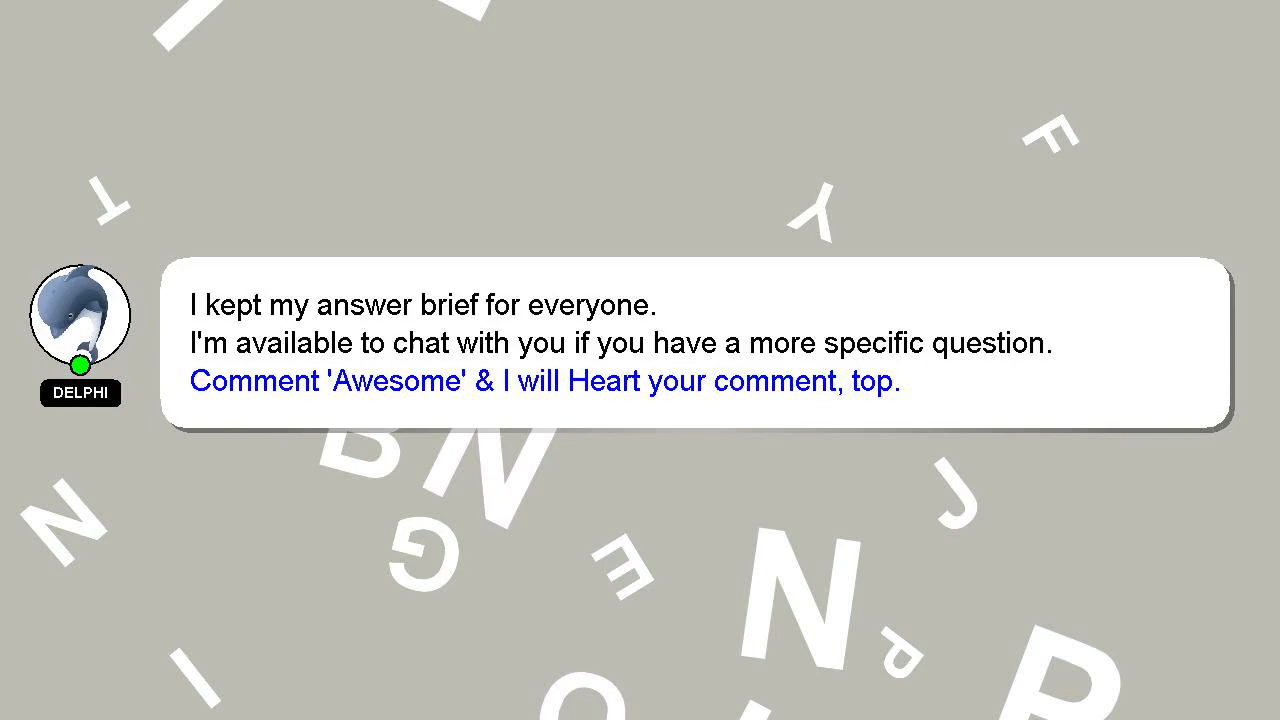 I kept my answer brief for everyone.
I'm available to chat with you if you have a more specific question.
Comment 'Awesome' & I will Heart your comment, top.
DELPHI
T
F
Y
B
N
N
G
E
J
N
P
I